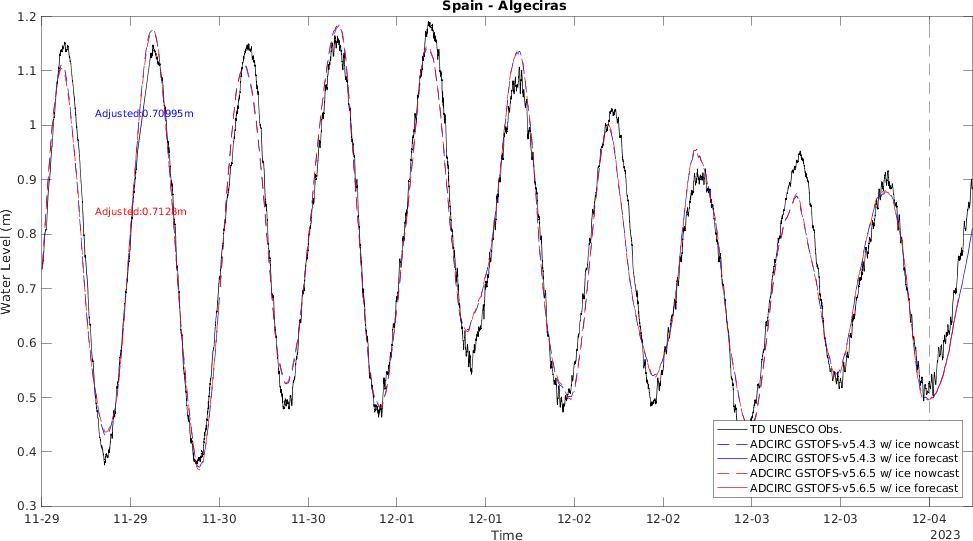 Spain - Algeciras
1.2
1.1
1
0.9
0.8
0.7
0.6
0.5
0.4
0.3
Water Level (m)
Adjusted:0.70995m
Adjusted:0.7128m
TD UNESCO Obs.
ADCIRC GSTOFS-v5.4.3 w/ ice nowcast
ADCIRC GSTOFS-v5.4.3 w/ ice forecast
ADCIRC GSTOFS-v5.6.5 w/ ice nowcast
ADCIRC GSTOFS-v5.6.5 w/ ice forecast
11-29 11-29 11-30 11-30 12-01 12-01 12-02 12-02 12-03 12-03 12-04
Time
2023